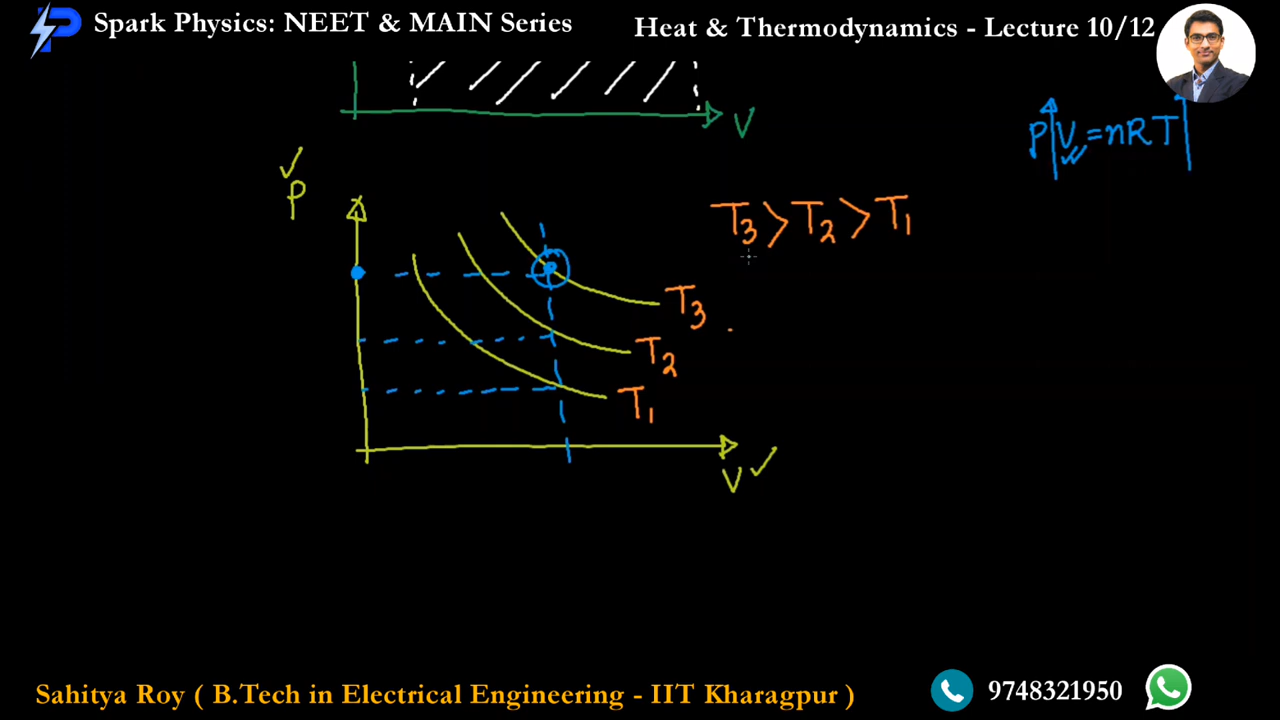 Spark Physics: NEET & MAIN Series
Heat & Thermodynamics - Lecture 10/12
V
PV = nRT
P
T3 > T2 > T1
T3
T2
T1
V
Sahitya Roy ( B.Tech in Electrical Engineering - IIT Kharagpur )
9748321950